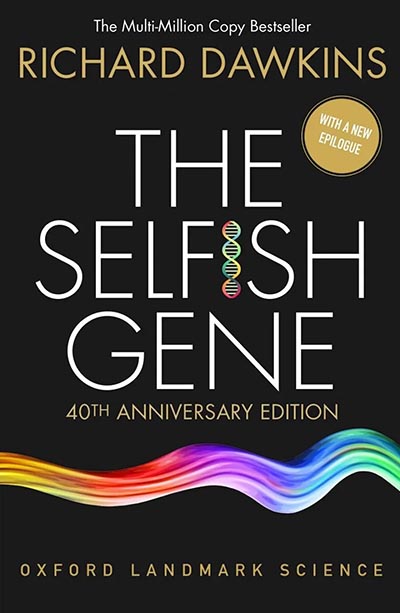 The Multi-Million Copy Bestseller
RICHARD DAWKINS
WITH A NEW
EPILOGUE
THE
SELFISH
GENE
40TH ANNIVERSARY EDITION
OXFORD LANDMARK SCIENCE